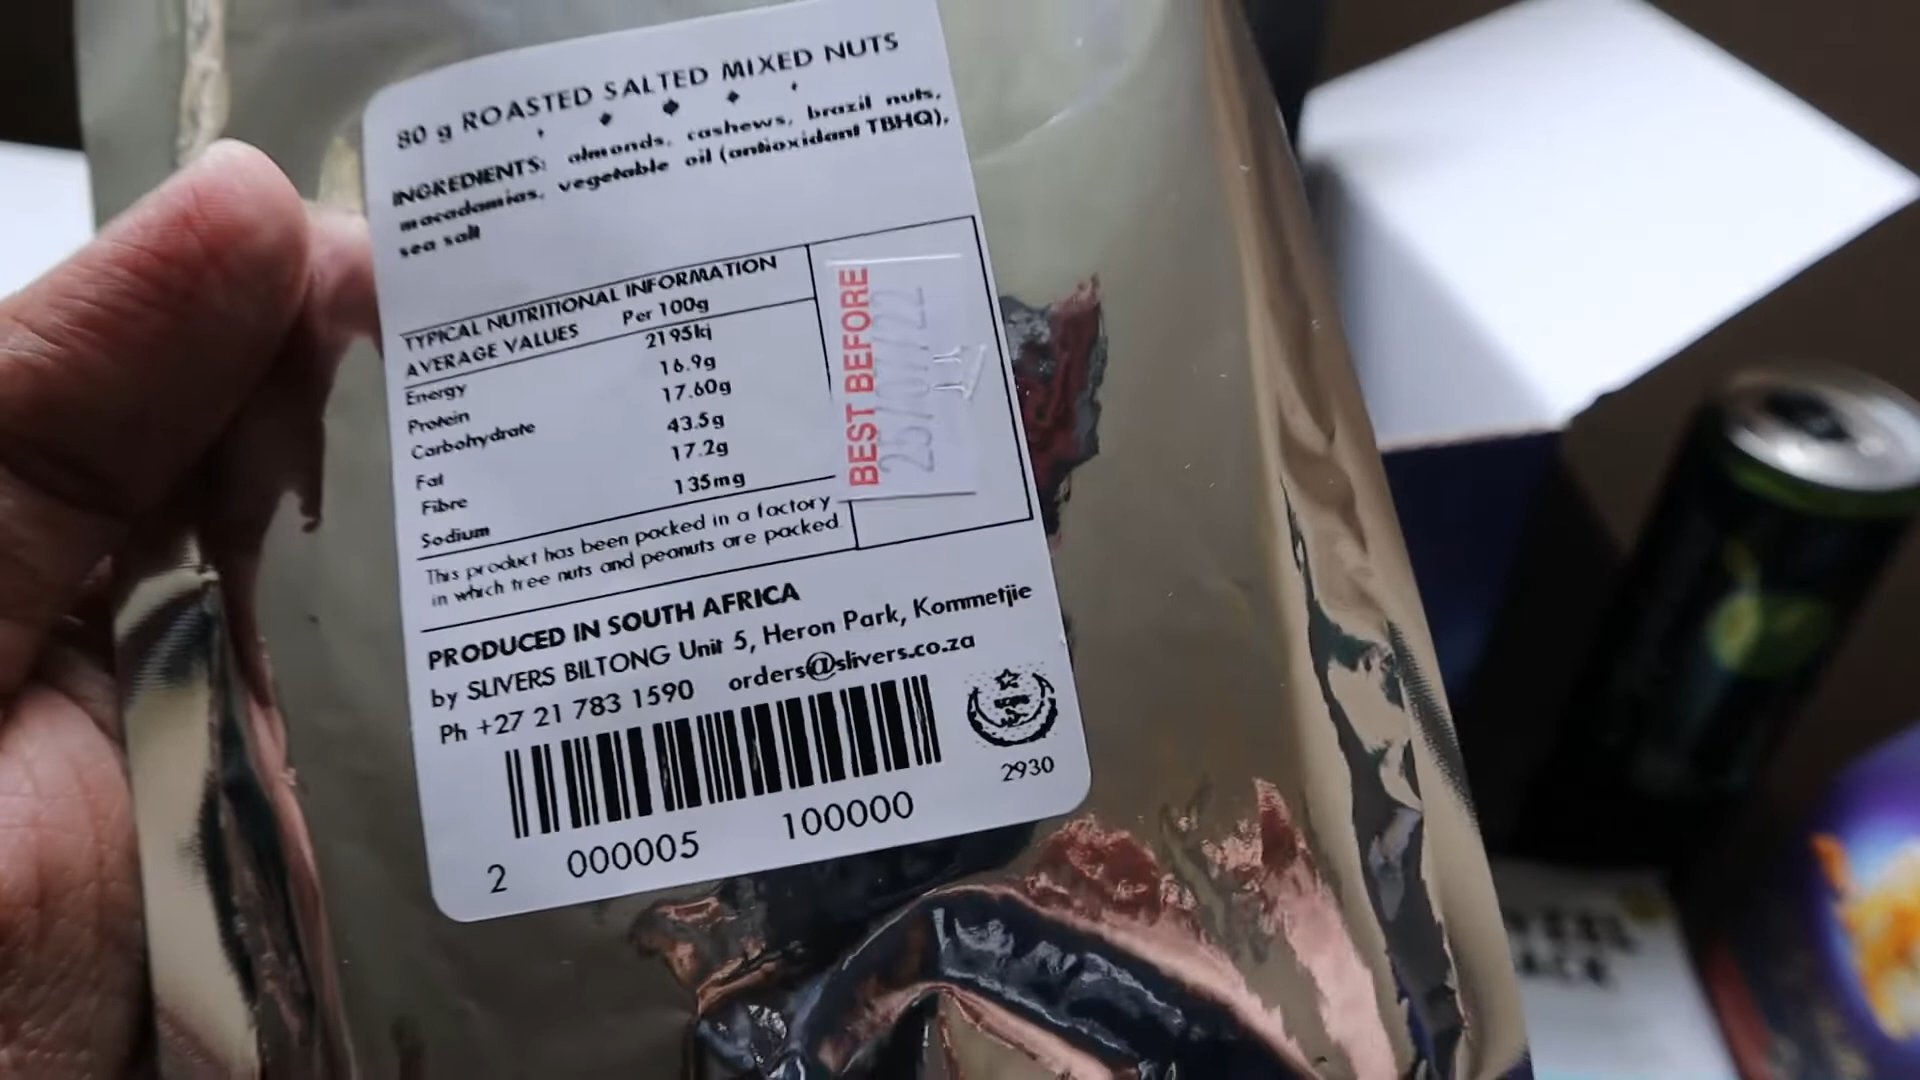 80 g ROASTED SALTED MIXED NUTS
INGREDIENTS: almonds, cashews, brazil nuts,
macadamias, vegetable oil (antioxidant TBHQ),
sea salt
TYPICAL NUTRITIONAL INFORMATION
AVERAGE VALUES Per 100g
Energy 2195kj
Protein 16.9g
Carbohydrate 17.60g
Fat 43.5g
Fibre 17.2g
Sodium 135mg
BEST BEFORE
25/07/22
This product has been packed in a factory
in which tree nuts and peanuts are packed
PRODUCED IN SOUTH AFRICA
by SLIVERS BILTONG Unit 5, Heron Park, Kommetjie
Ph +27 21 783 1590 orders@slivers.co.za
2930
2 000005 100000